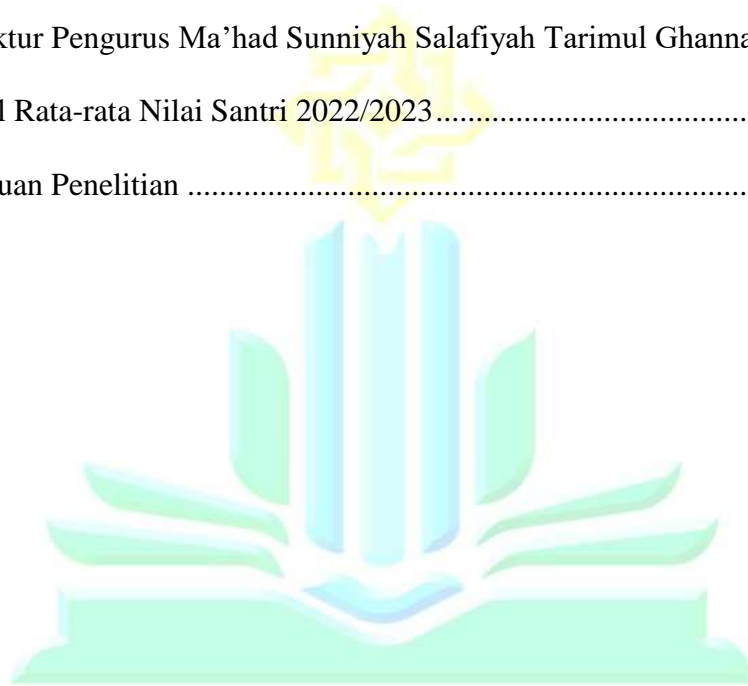 ktur Pengurus Ma’had Sunniyah Salafiyah Tarimul Ghanna
l Rata-rata Nilai Santri 2022/2023.......................................
uan Penelitian ......................................................................